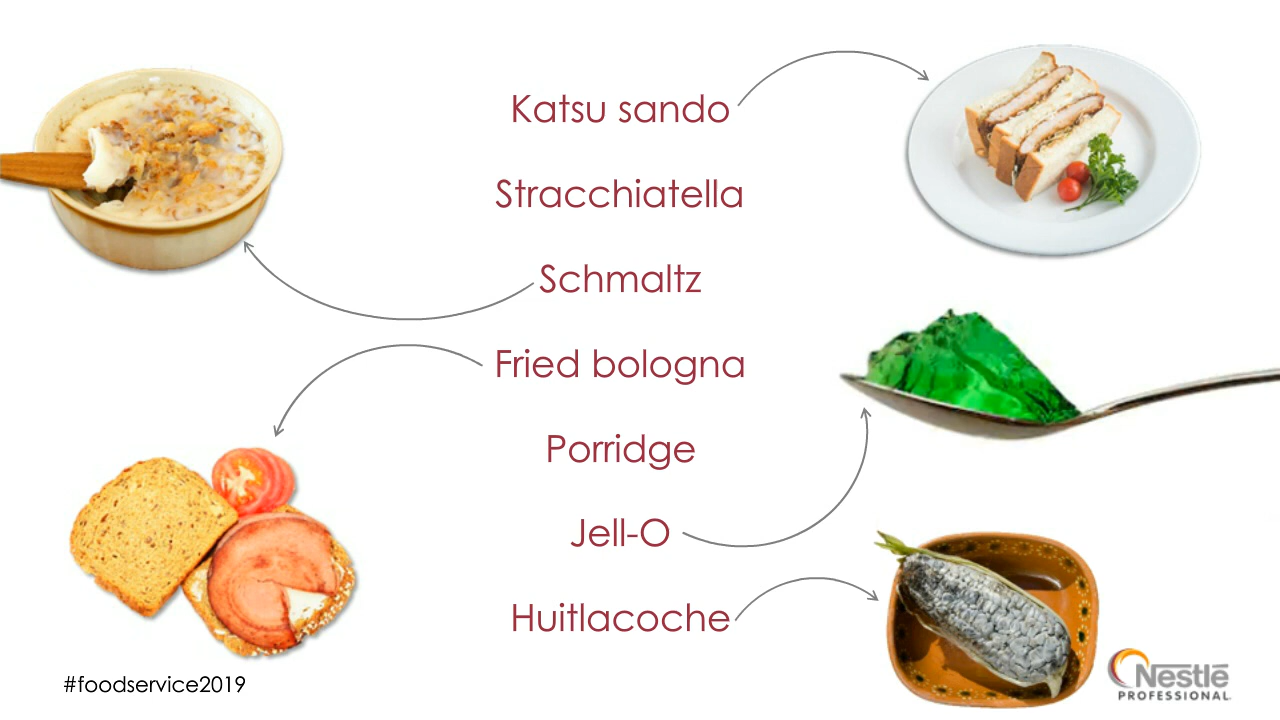 Katsu sando
Stracchiatella
Schmaltz
Fried bologna
Porridge
Jell-O
Huitlacoche
#foodservice2019
Nestlé
PROFESSIONAL